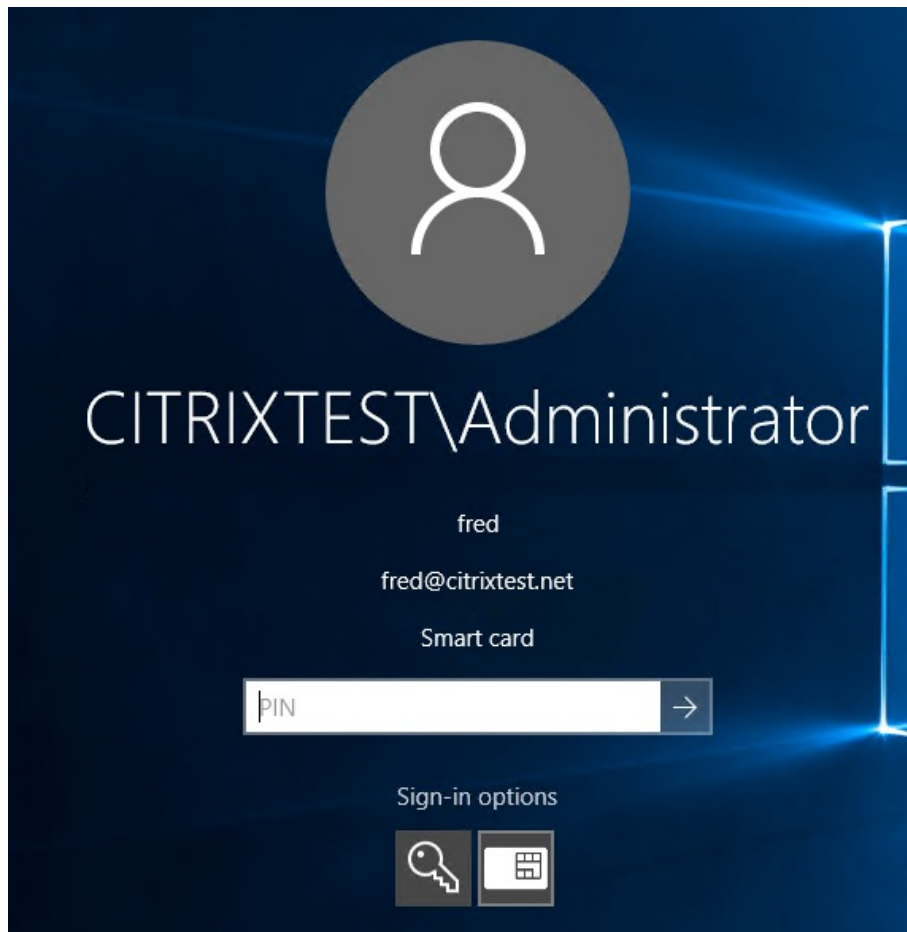 CITRIXTEST\Administrator
fred
fred@citrixtest.net
Smart card
PIN
Sign-in options